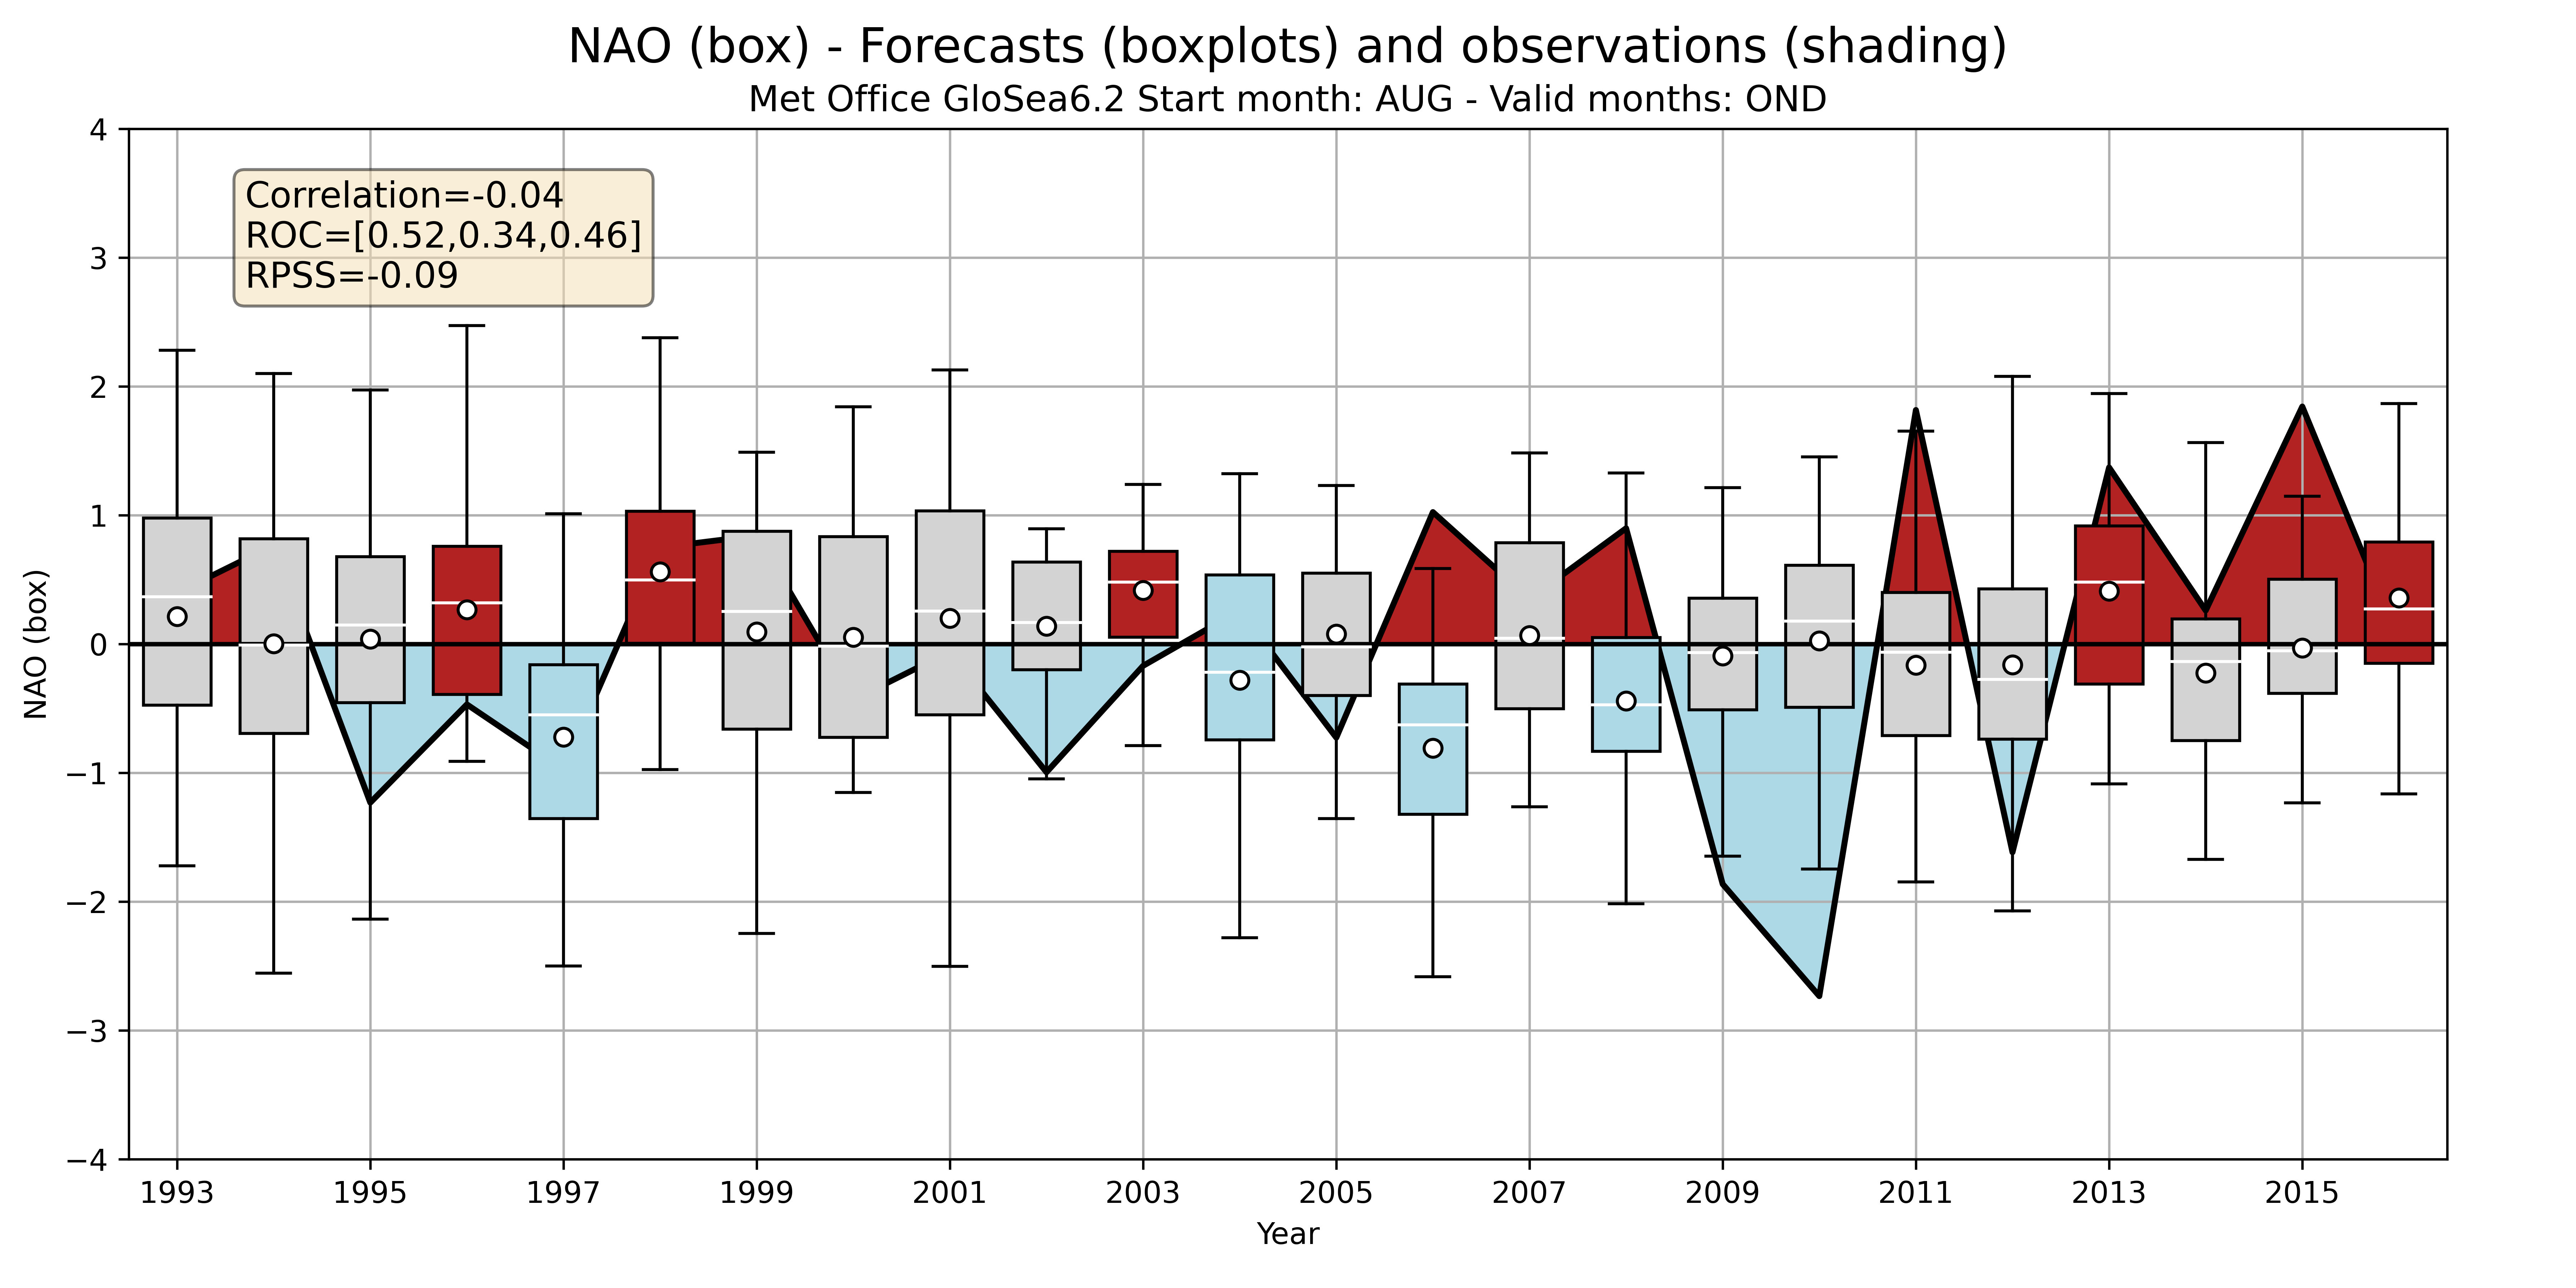 NAO (box) - Forecasts (boxplots) and observations (shading)
Met Office GloSea6.2 Start month: AUG - Valid months: OND
Correlation=-0.04
ROC=[0.52,0.34,0.46]
RPSS=-0.09
NAO (box)
4
3
2
1
0
−1
−2
−3
−4
1993 1995 1997 1999 2001 2003 2005 2007 2009 2011 2013 2015
Year